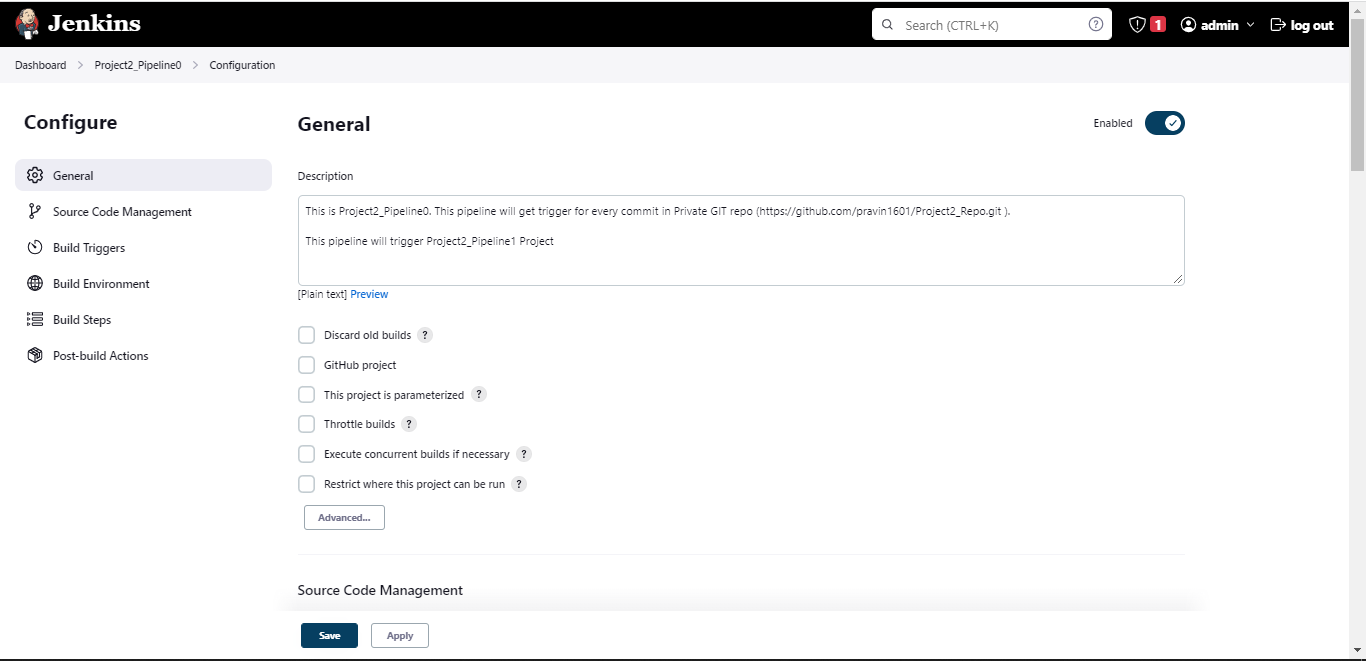 Jenkins
Search (CTRL+K)
?
1
admin
log out
Dashboard > Project2_Pipeline0 > Configuration
Configure
General
Source Code Management
Build Triggers
Build Environment
Build Steps
Post-build Actions
General
Enabled
Description
This is Project2_Pipeline0. This pipeline will get trigger for every commit in Private GIT repo (https://github.com/pravin1601/Project2_Repo.git ).
This pipeline will trigger Project2_Pipeline1 Project
[Plain text] Preview
Discard old builds ?
GitHub project
This project is parameterized ?
Throttle builds ?
Execute concurrent builds if necessary ?
Restrict where this project can be run ?
Advanced...
Source Code Management
Save
Apply